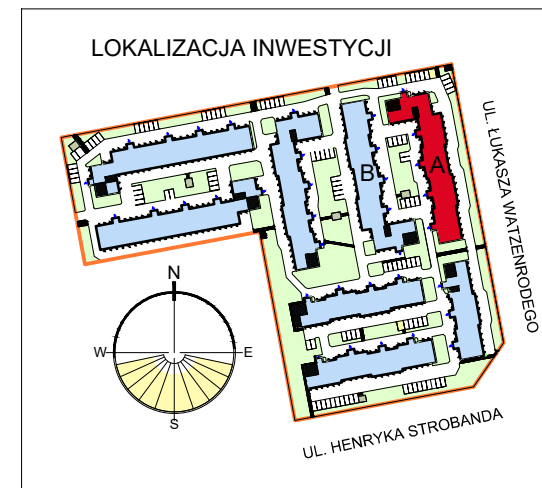 LOKALIZACJA INWESTYCJI
A
B
UL. ŁUKASZA WATZENRODEGO
N
W
E
S
UL. HENRYKA STROBANDA